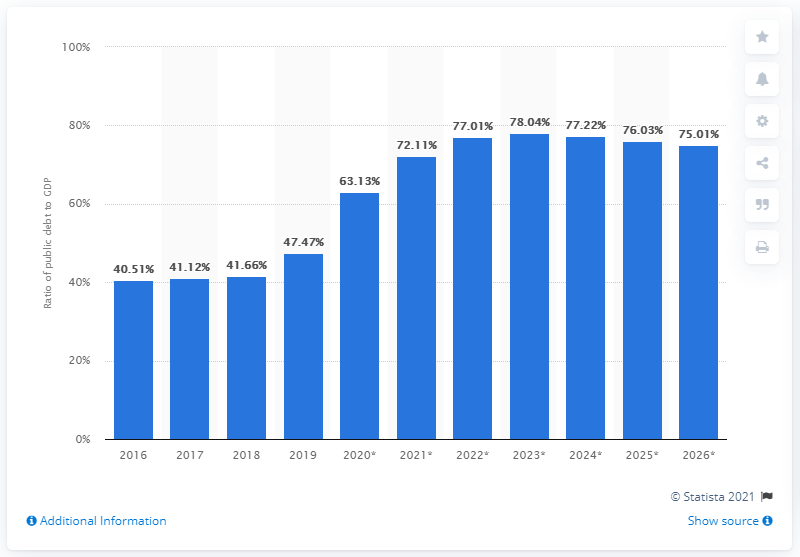 100%
80%
60%
40%
20%
0%
Ratio of public debt to GDP
40.51% 41.12% 41.66% 47.47% 63.13% 72.11% 77.01% 78.04% 77.22% 76.03% 75.01%
2016 2017 2018 2019 2020* 2021* 2022* 2023* 2024* 2025* 2026*
© Statista 2021
Additional Information Show source